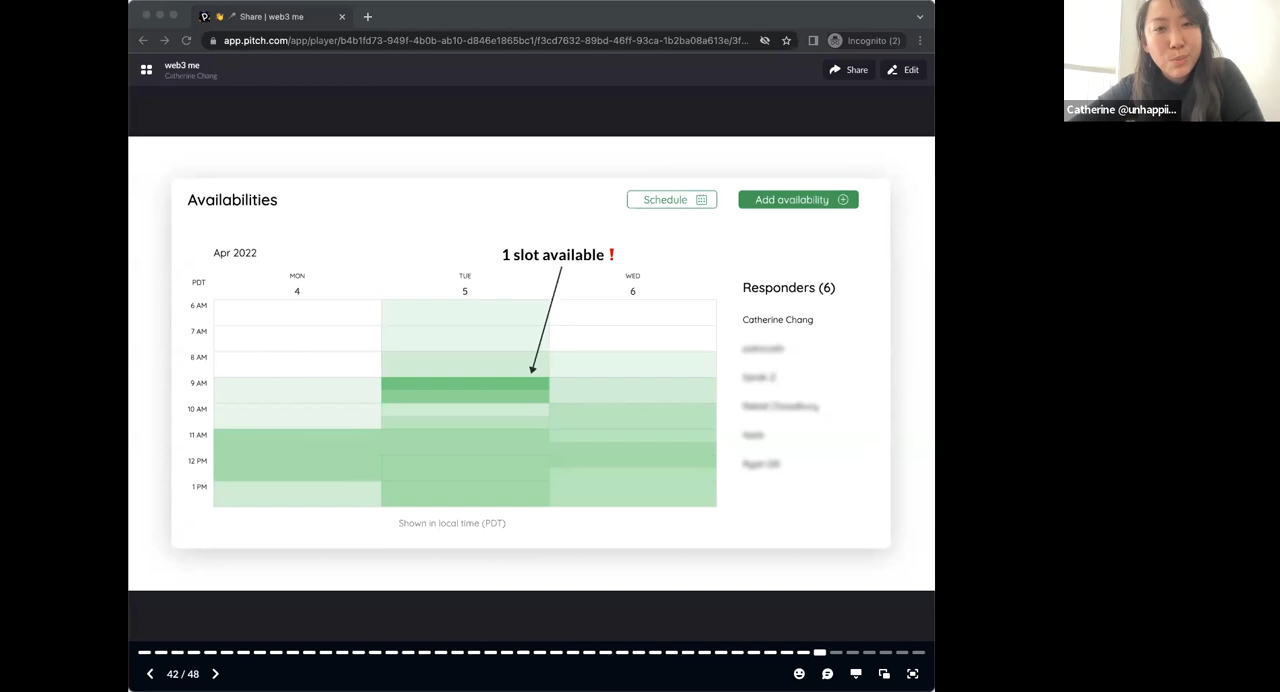 Share | web3 me
app.pitch.com/app/player/b4b1fd73-949f-4b0b-ab10-d846e1865bc1/f3cd7632-89bd-46ff-93ca-1b2ba08a613e/3f...
Incognito (2)
web3 me
Catherine Chang
Share
Edit
Catherine @unhappii...
Availabilities
Schedule
Add availability
1 slot available !
Apr 2022
PDT
MON
4
TUE
5
WED
6
Responders (6)
Catherine Chang
6 AM
7 AM
8 AM
9 AM
10 AM
11 AM
12 PM
1 PM
Shown in local time (PDT)
42 / 48